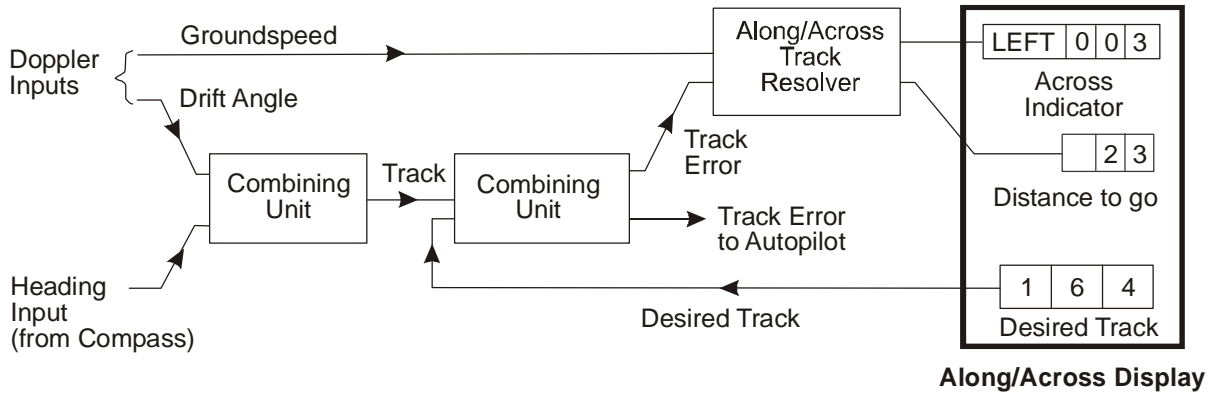 Doppler
Inputs
Groundspeed
Drift Angle
Heading
Input
(from Compass)
Combining
Unit
Track
Combining
Unit
Track
Error
Track Error
to Autopilot
Desired Track
Along/Across
Track
Resolver
LEFT 0 0 3
Across
Indicator
2 3
Distance to go
1 6 4
Desired Track
Along/Across Display